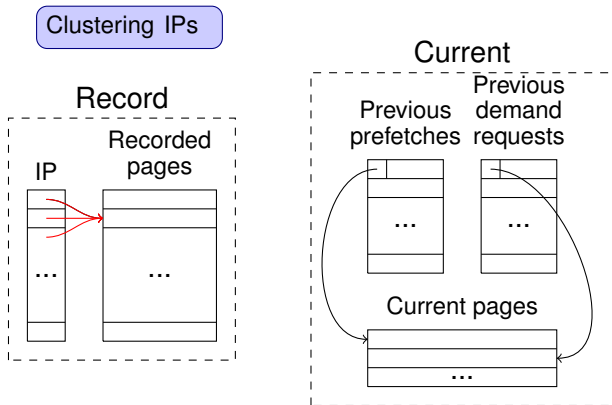 Clustering IPs
Record
IP
Recorded
pages
...
...
Current
Previous
prefetches
Previous
demand
requests
...
...
Current pages
...